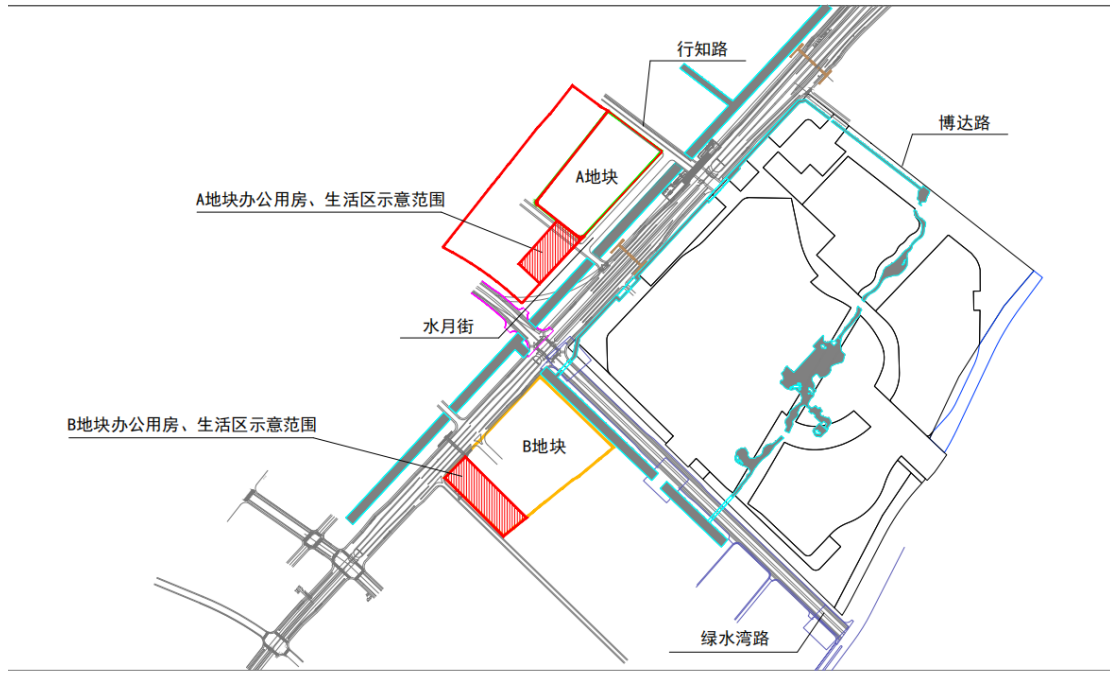 行知路
博达路
A地块
A地块办公用房、生活区示意范围
水月街
B地块办公用房、生活区示意范围
B地块
绿水湾路